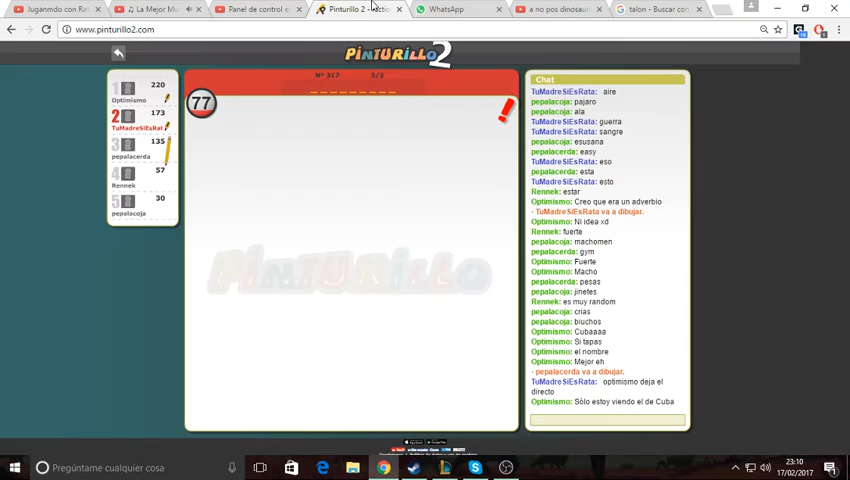 Jugando con Rat
La Mejor Mu
Panel de control e
Pinturillo 2 -
WhatsApp
a no pos dinosau
talon - Buscar con
www.pinturillo2.com
PINTURILLO 2
1 220
Optimismo
2 173
TuMadreSiEsRat
3 135
pepalacerda
4 57
Rennek
5 30
pepalacoja
Nº 317 3/3
77
!
PINTURILLO
Chat
TuMadreSiEsRata: aire
pepalacoja: pajaro
pepalacoja: ala
TuMadreSiEsRata: guerra
TuMadreSiEsRata: sangre
pepalacoja: esusana
pepalacerda: easy
TuMadreSiEsRata: eso
pepalacerda: esta
TuMadreSiEsRata: esto
Rennek: estar
Optimismo: Creo que era un adverbio
· TuMadreSiEsRata va a dibujar.
Optimismo: Ni idea xd
Rennek: fuerte
pepalacoja: machomen
pepalacerda: gym
Optimismo: Fuerte
Optimismo: Macho
pepalacerda: pesas
pepalacoja: jinetes
Rennek: es muy random
pepalacoja: crias
pepalacoja: biuchos
Optimismo: Cubaaaa
Optimismo: Si tapas
Optimismo: el nombre
Optimismo: Mejor eh
· pepalacerda va a dibujar.
TuMadreSiEsRata: optimismo deja el
directo
Optimismo: Sólo estoy viendo el de Cuba
Pregúntame cualquier cosa
23:10
17/02/2017